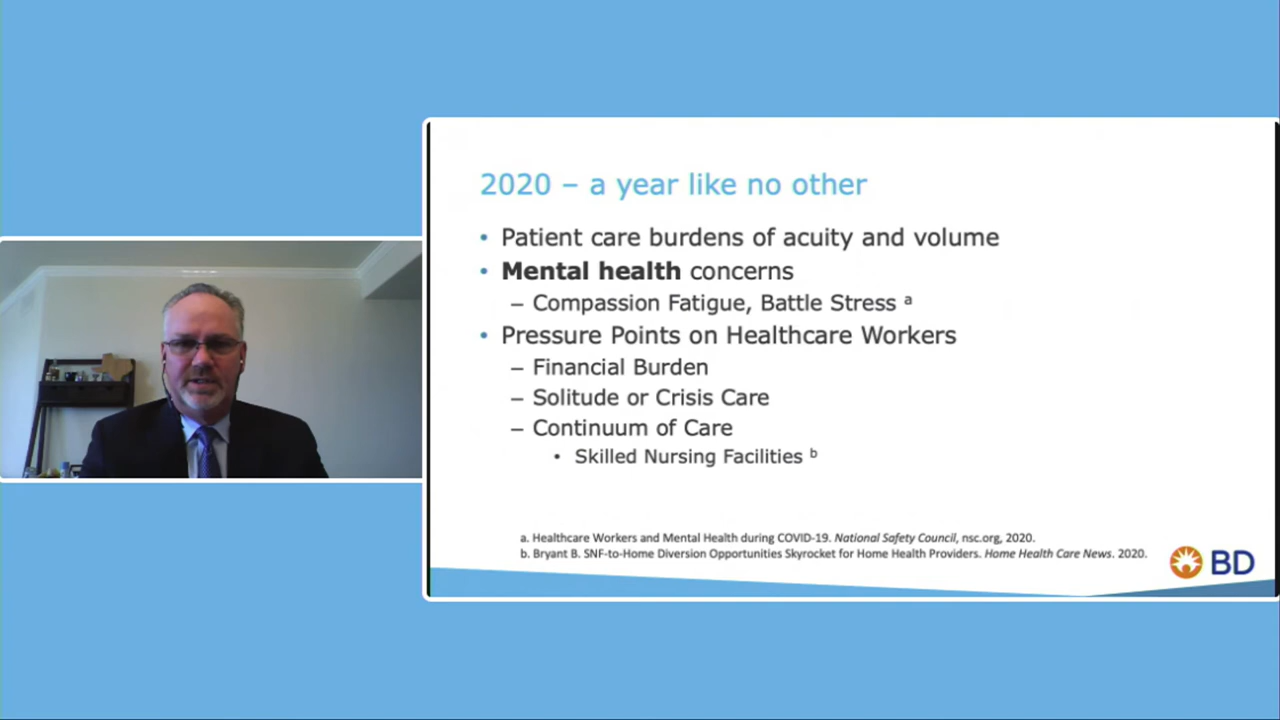 2020 – a year like no other
• Patient care burdens of acuity and volume
• Mental health concerns
– Compassion Fatigue, Battle Stress a
• Pressure Points on Healthcare Workers
– Financial Burden
– Solitude or Crisis Care
– Continuum of Care
• Skilled Nursing Facilities b
a. Healthcare Workers and Mental Health during COVID-19. National Safety Council, nsc.org, 2020.
b. Bryant B. SNF-to-Home Diversion Opportunities Skyrocket for Home Health Providers. Home Health Care News. 2020.
BD